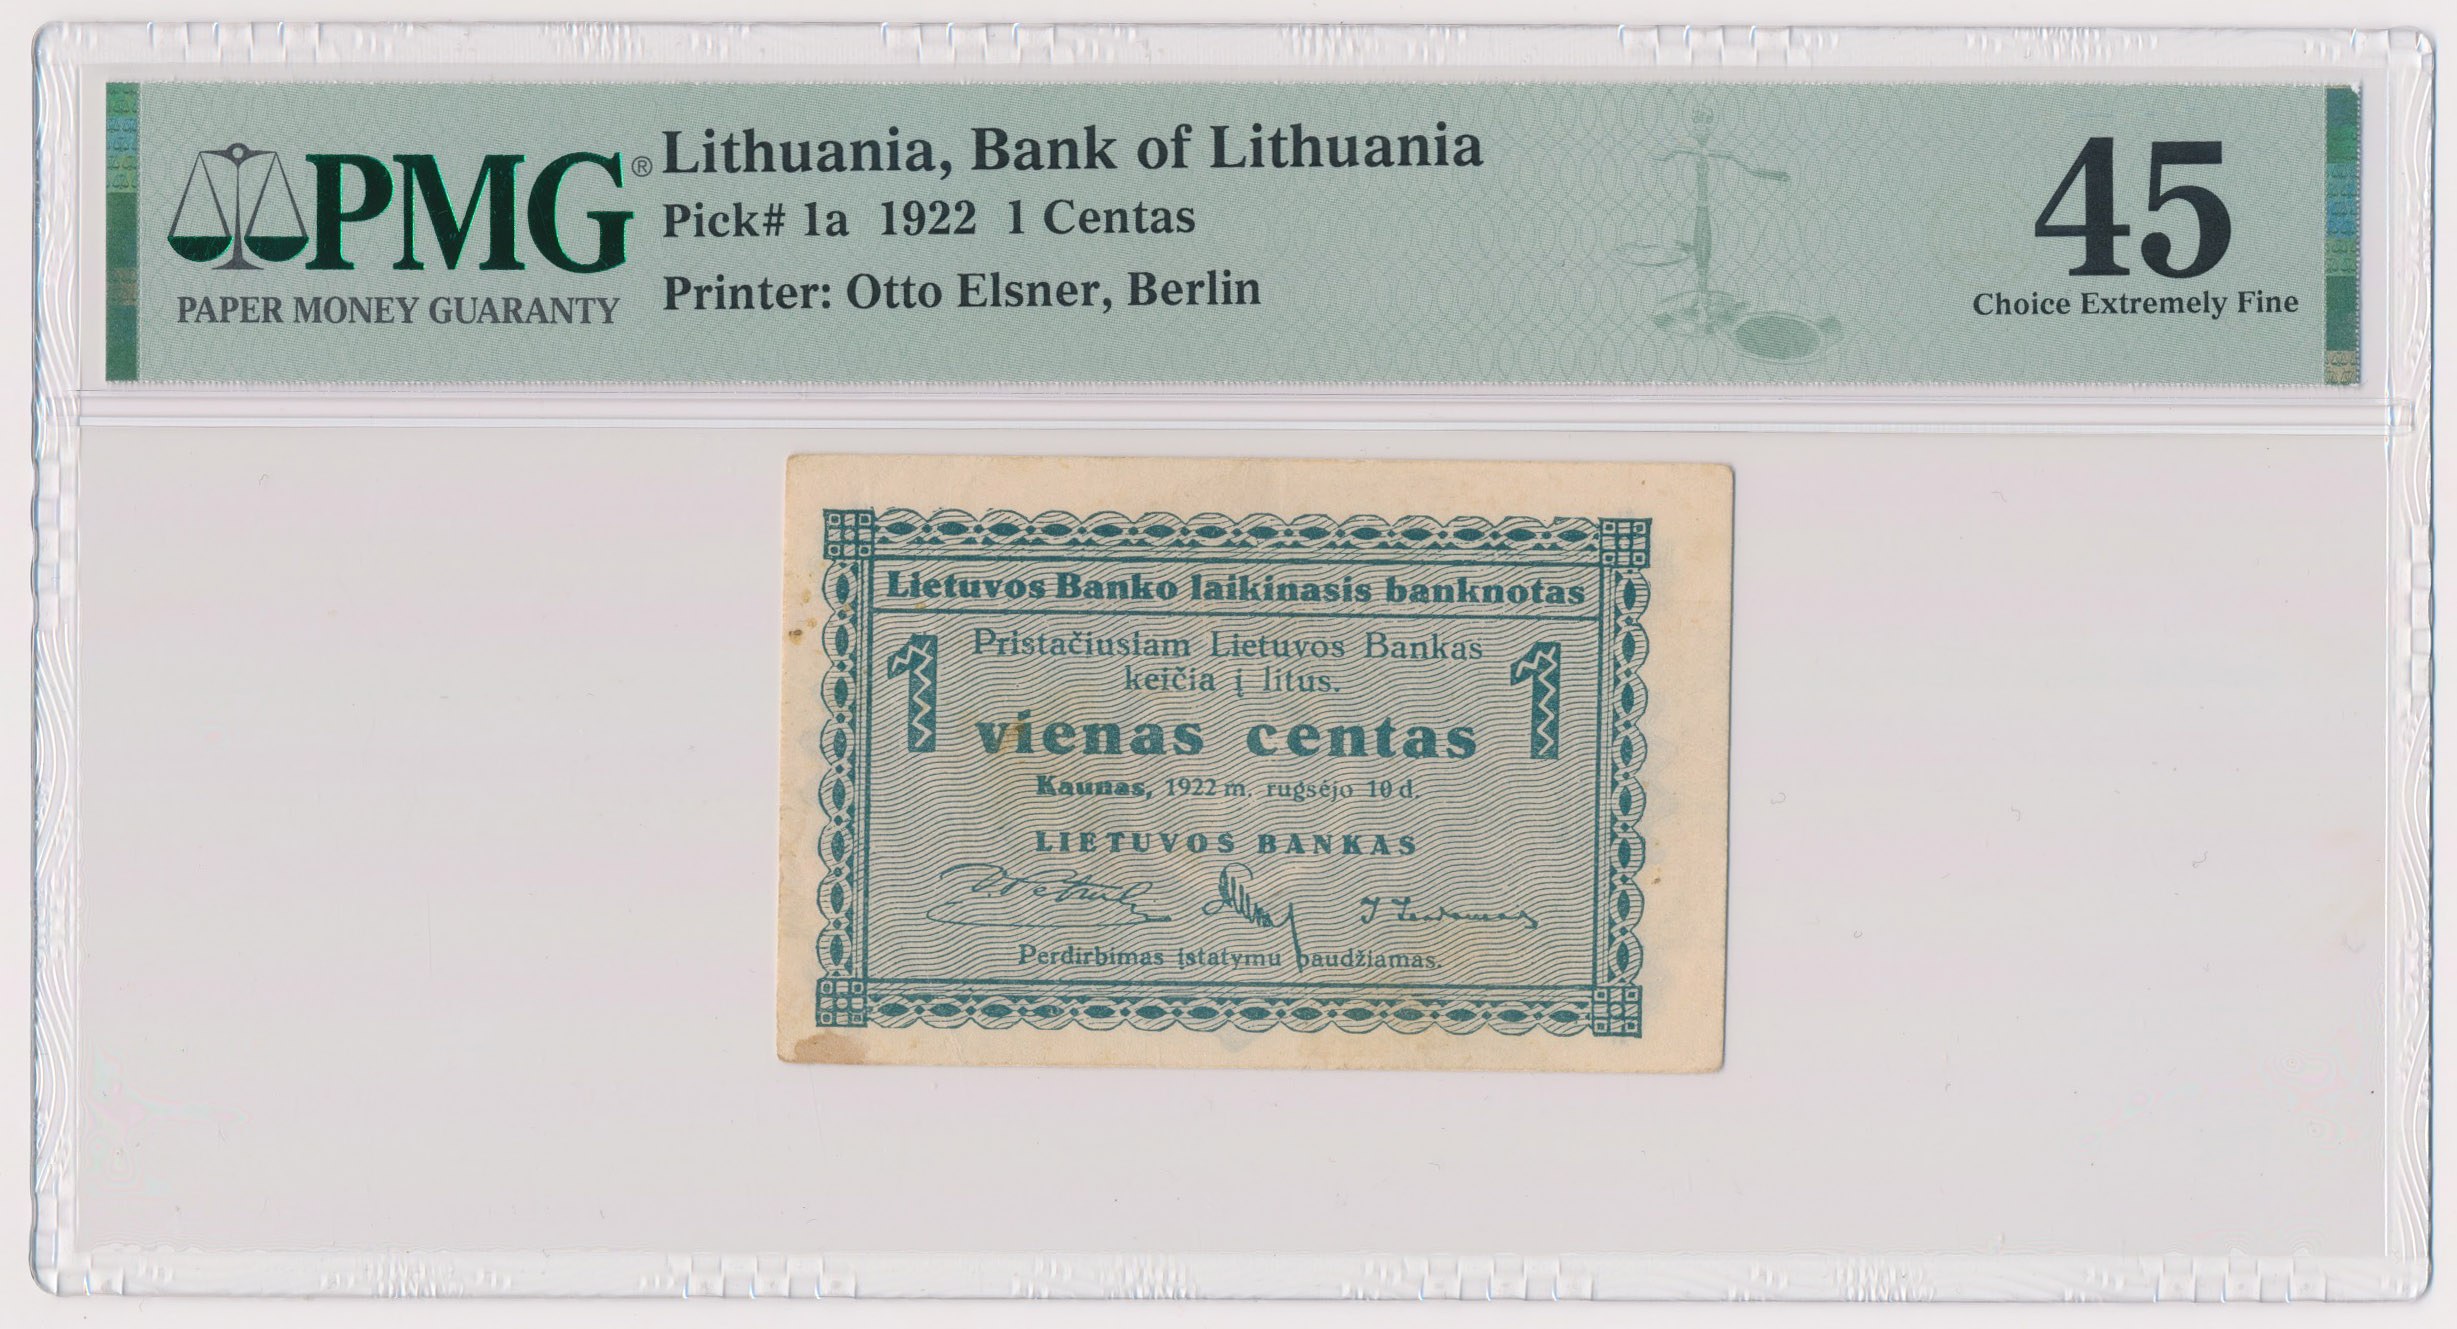 PMG®
PAPER MONEY GUARANTY
Lithuania, Bank of Lithuania
Pick# 1a 1922 1 Centas
Printer: Otto Elsner, Berlin
45
Choice Extremely Fine
Lietuvos Banko laikinasis banknotas
1 1
Pristačiusiam Lietuvos Bankas
keičia į litus.
vienas centas
Kaunas, 1922 m. rugsėjo 10 d.
LIETUVOS BANKAS
Perdirbimas įstatymu baudžiamas.